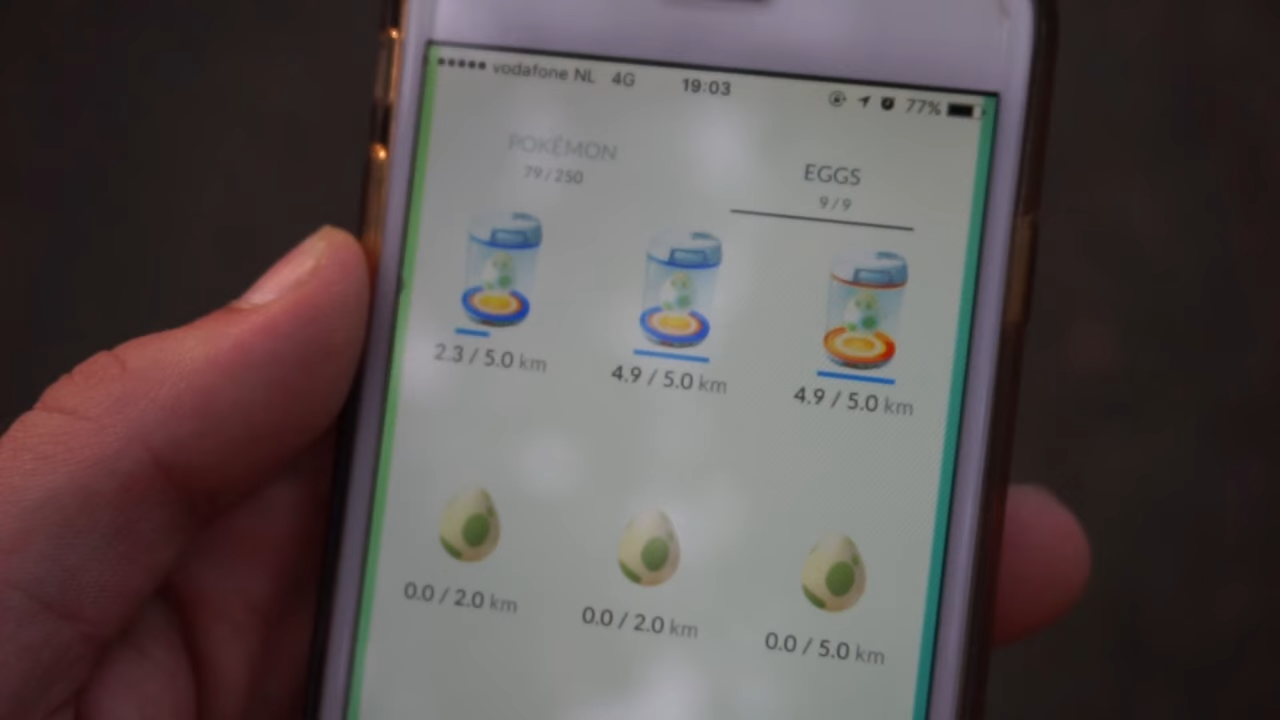 vodafone NL 4G 19:03 77%
POKÉMON EGGS
79 / 250 9 / 9
2.3 / 5.0 km 4.9 / 5.0 km 4.9 / 5.0 km
0.0 / 2.0 km 0.0 / 2.0 km 0.0 / 5.0 km